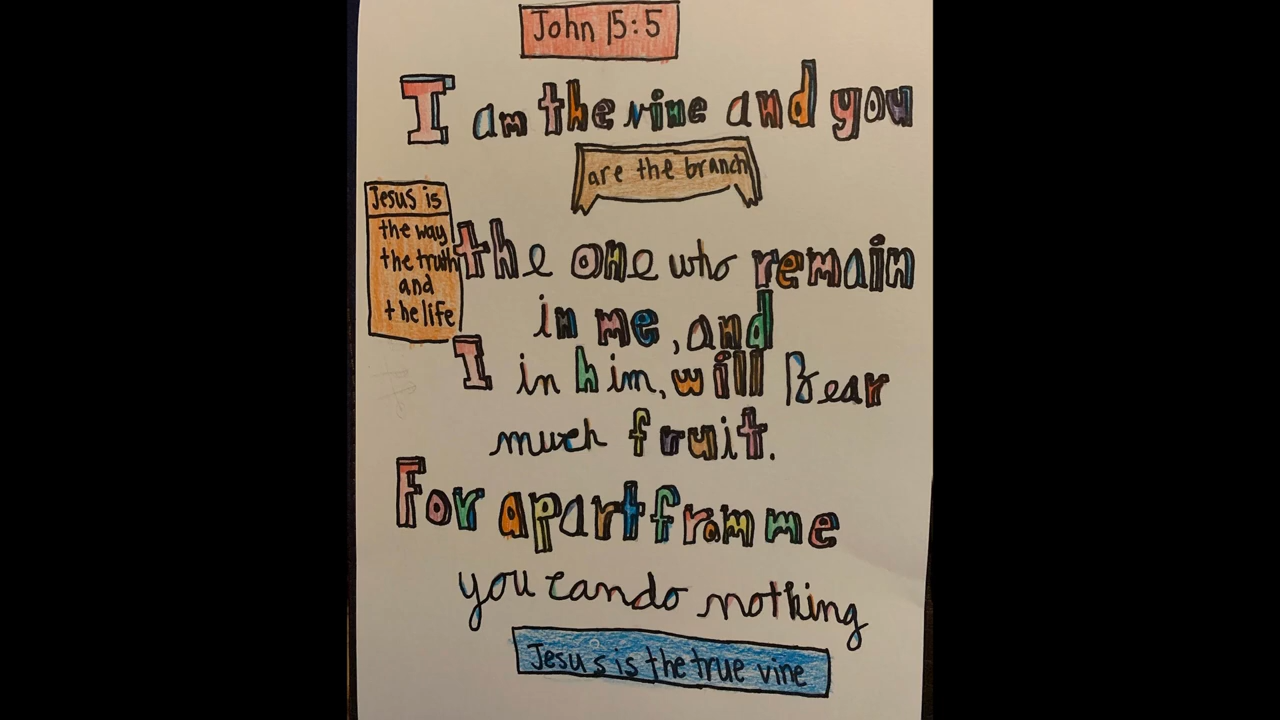 John 15:5
I am the vine and you
are the branch
Jesus is
the way
the truth
and
the life
the one who remain
in me, and
I in him, will Bear
much fruit.
For apart from me
you can do nothing
Jesus is the true vine